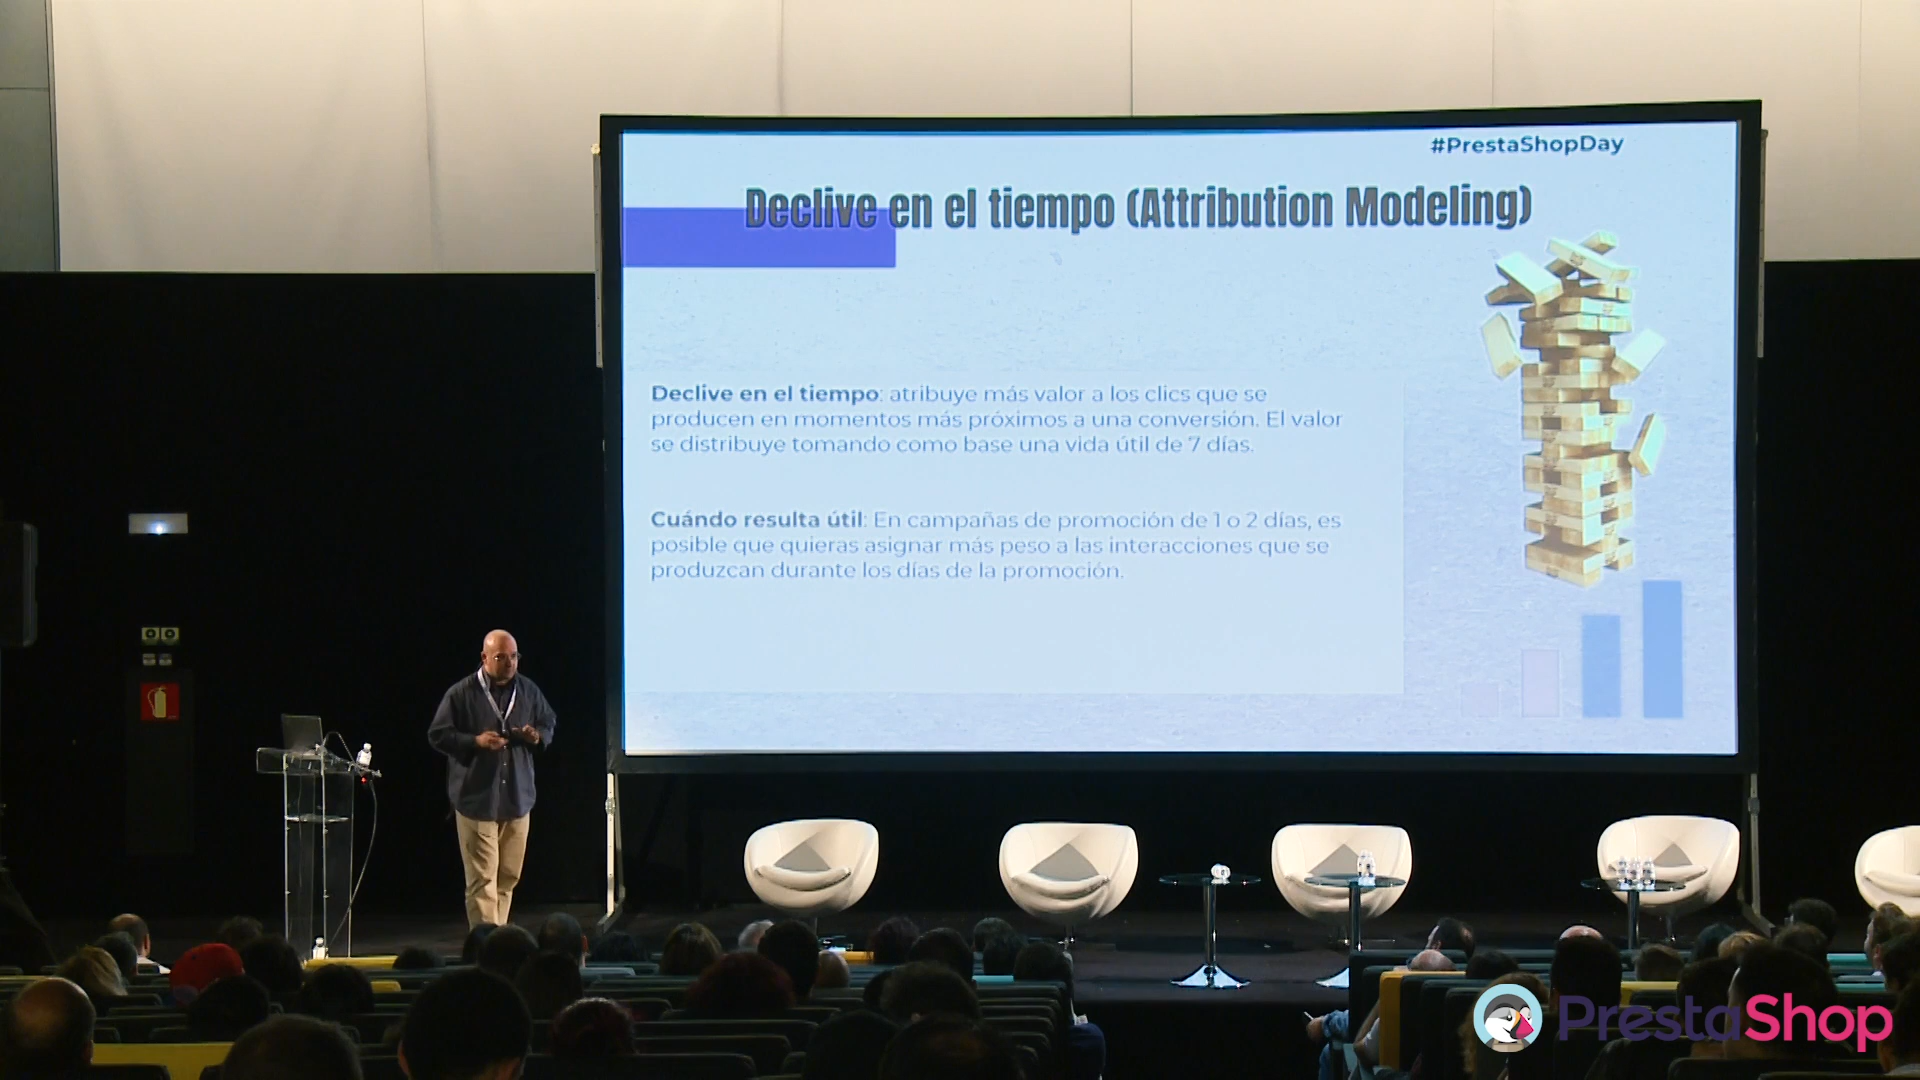 #PrestaShopDay
Declive en el tiempo (Attribution Modeling)
Declive en el tiempo: atribuye más valor a los clics que se
producen en momentos más próximos a una conversión. El valor
se distribuye tomando como base una vida útil de 7 días.
Cuándo resulta útil: En campañas de promoción de 1 o 2 días, es
posible que quieras asignar más peso a las interacciones que se
produzcan durante los días de la promoción.
PrestaShop